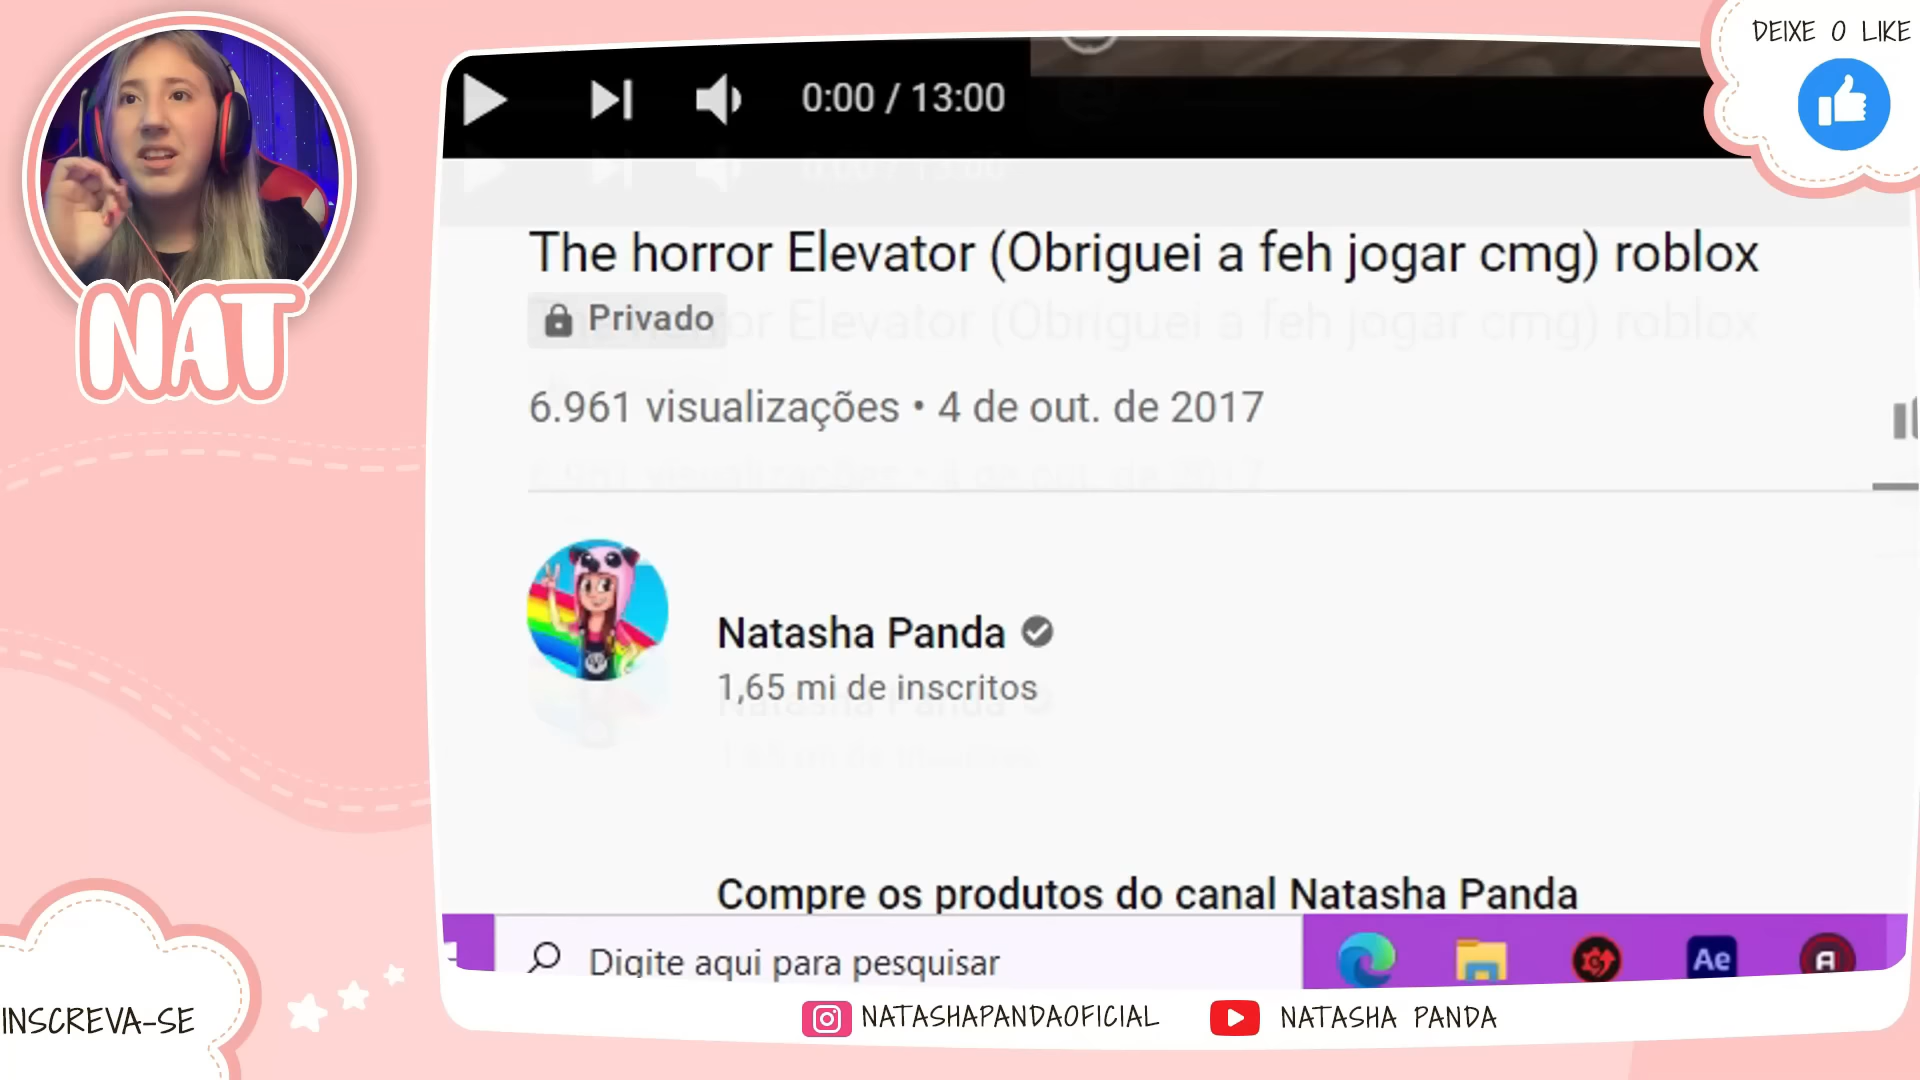 DEIXE O LIKE
0:00 / 13:00
The horror Elevator (Obriguei a feh jogar cmg) roblox
Privado
6.961 visualizações • 4 de out. de 2017
NAT
Natasha Panda
1,65 mi de inscritos
Compre os produtos do canal Natasha Panda
Digite aqui para pesquisar
Ae
INSCREVA-SE
NATASHAPANDAOFICIAL
NATASHA PANDA